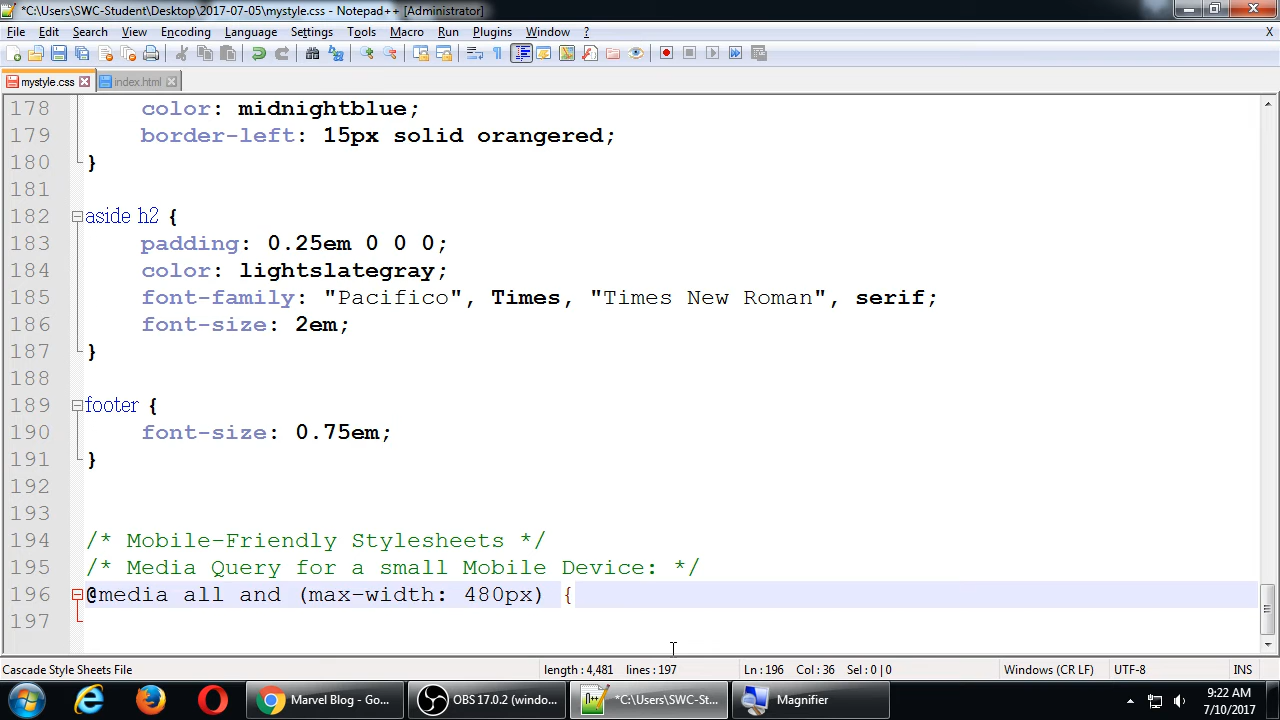 *C:\Users\SWC-Student\Desktop\2017-07-05\mystyle.css - Notepad++ [Administrator]
File Edit Search View Encoding Language Settings Tools Macro Run Plugins Window ? X
mystyle.css index.html
178 color: midnightblue;
179 border-left: 15px solid orangered;
180 }
181
182 aside h2 {
183 padding: 0.25em 0 0 0;
184 color: lightslategray;
185 font-family: "Pacifico", Times, "Times New Roman", serif;
186 font-size: 2em;
187 }
188
189 footer {
190 font-size: 0.75em;
191 }
192
193
194 /* Mobile-Friendly Stylesheets */
195 /* Media Query for a small Mobile Device: */
196 @media all and (max-width: 480px) {
197
Cascade Style Sheets File length : 4,481 lines : 197 Ln : 196 Col : 36 Sel : 0 | 0 Windows (CR LF) UTF-8 INS
Marvel Blog - Go... OBS 17.0.2 (windo... *C:\Users\SWC-St... Magnifier
9:22 AM
7/10/2017